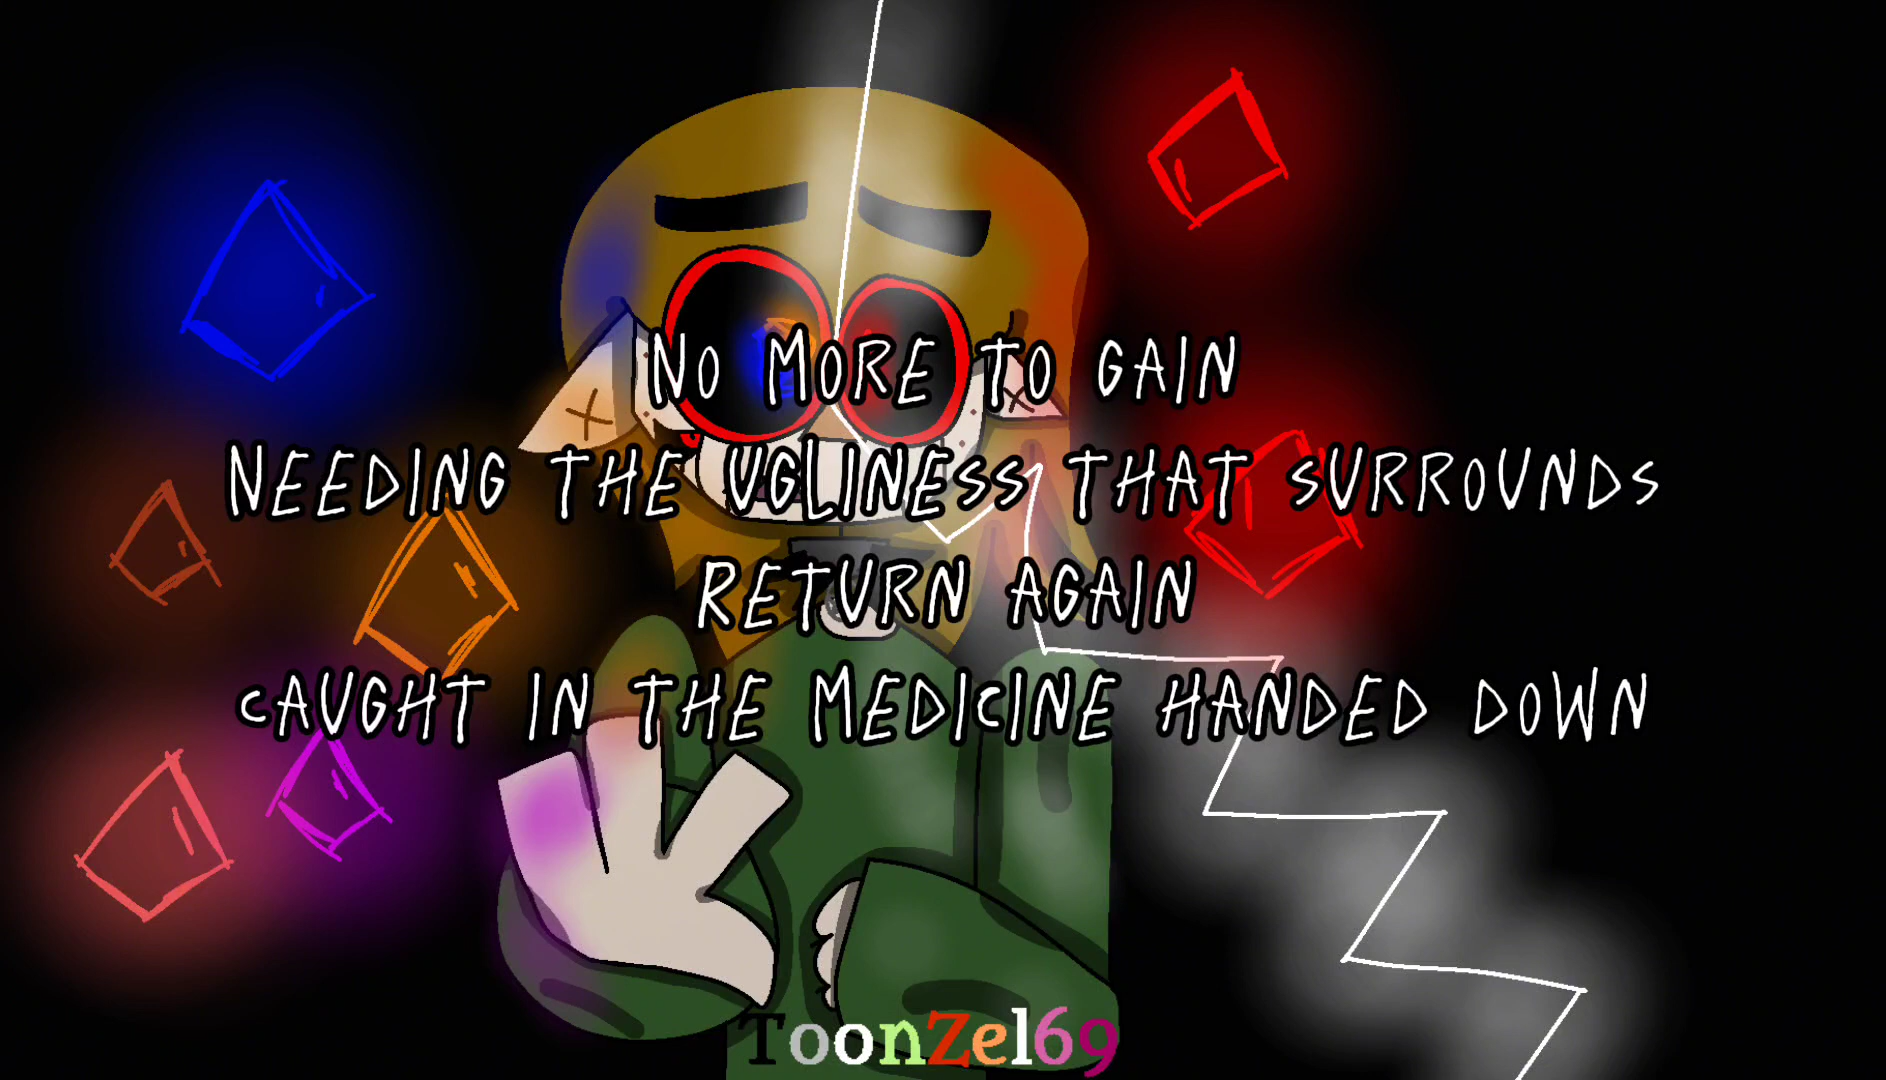 NO MORE TO GAIN
NEEDING THE UGLINESS THAT SURROUNDS
RETURN AGAIN
CAUGHT IN THE MEDICINE HANDED DOWN
ToonZel69